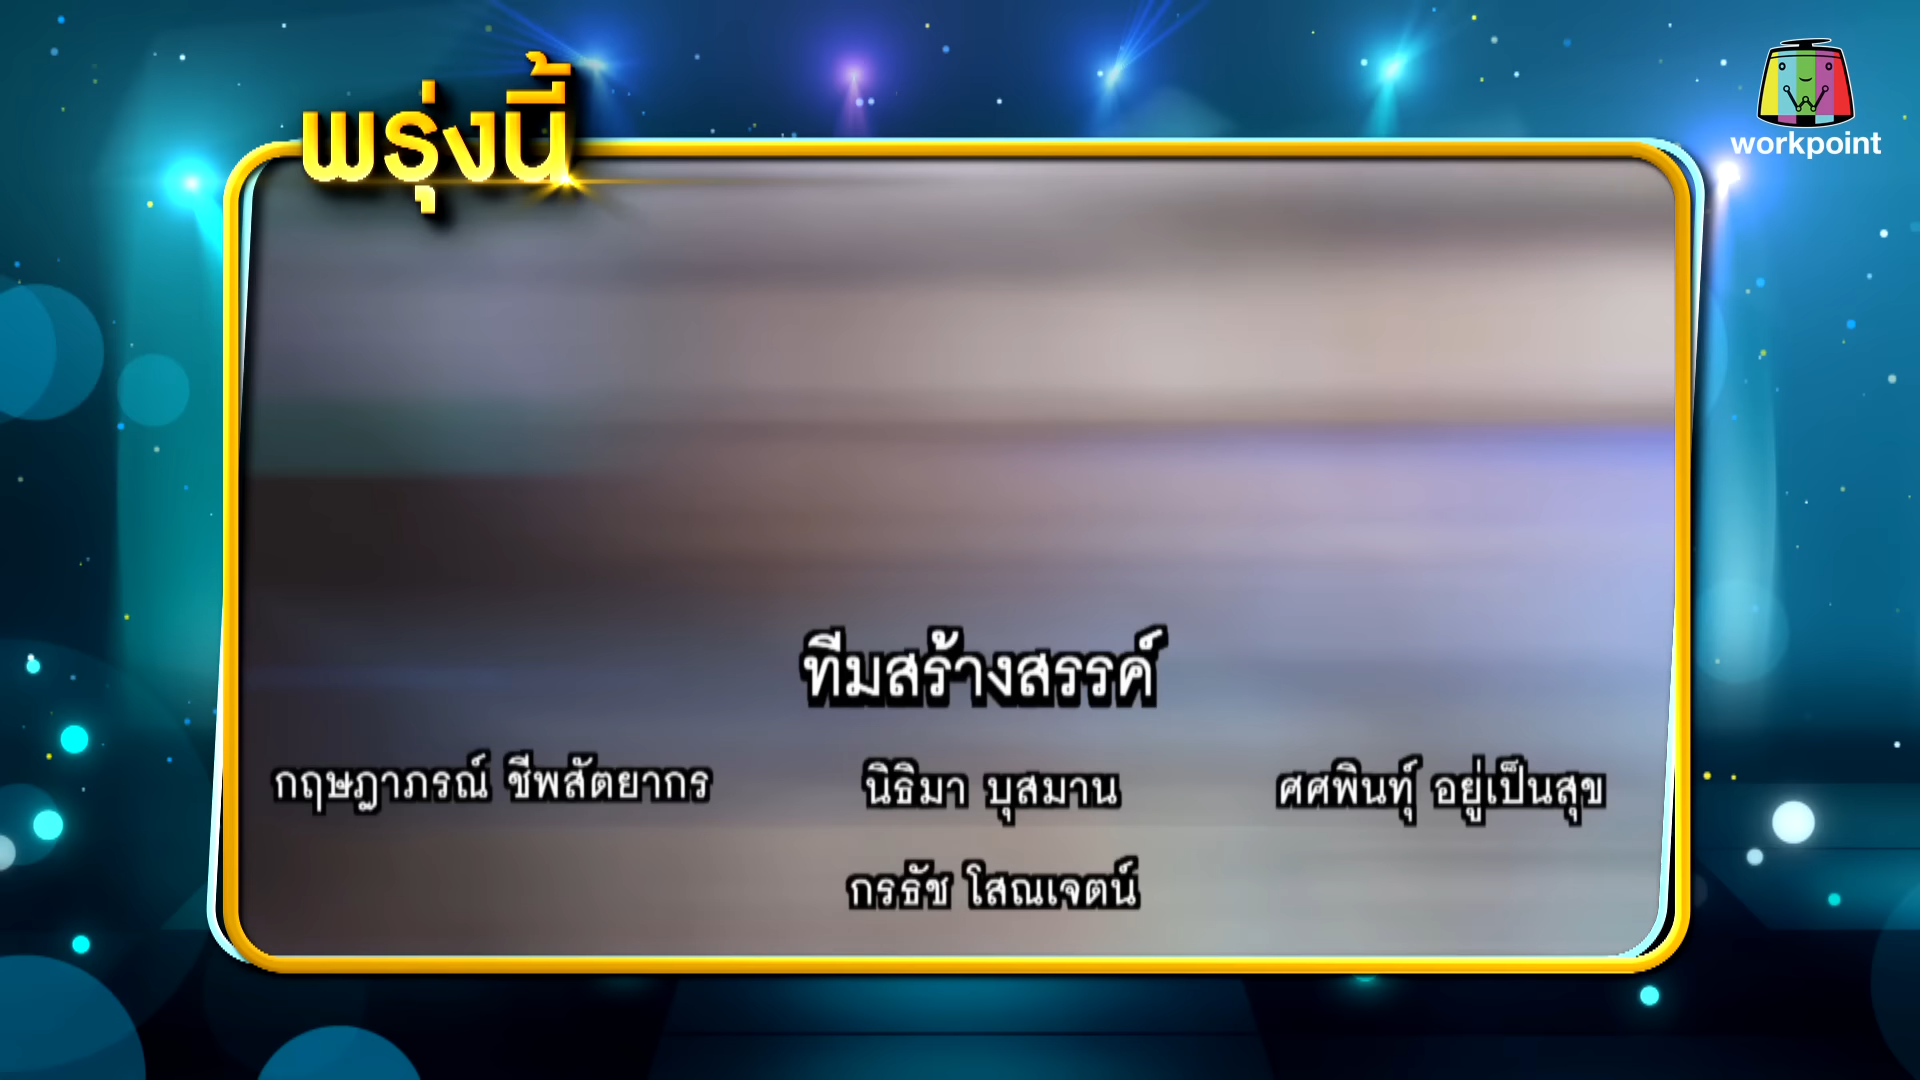 พรุ่งนี้
workpoint
ทีมสร้างสรรค์
กฤษฎาภรณ์ ชีพสัตยากร
นิธิมา บุสมาน
ศศพินทุ์ อยู่เป็นสุข
กรธัช โสณเจตน์